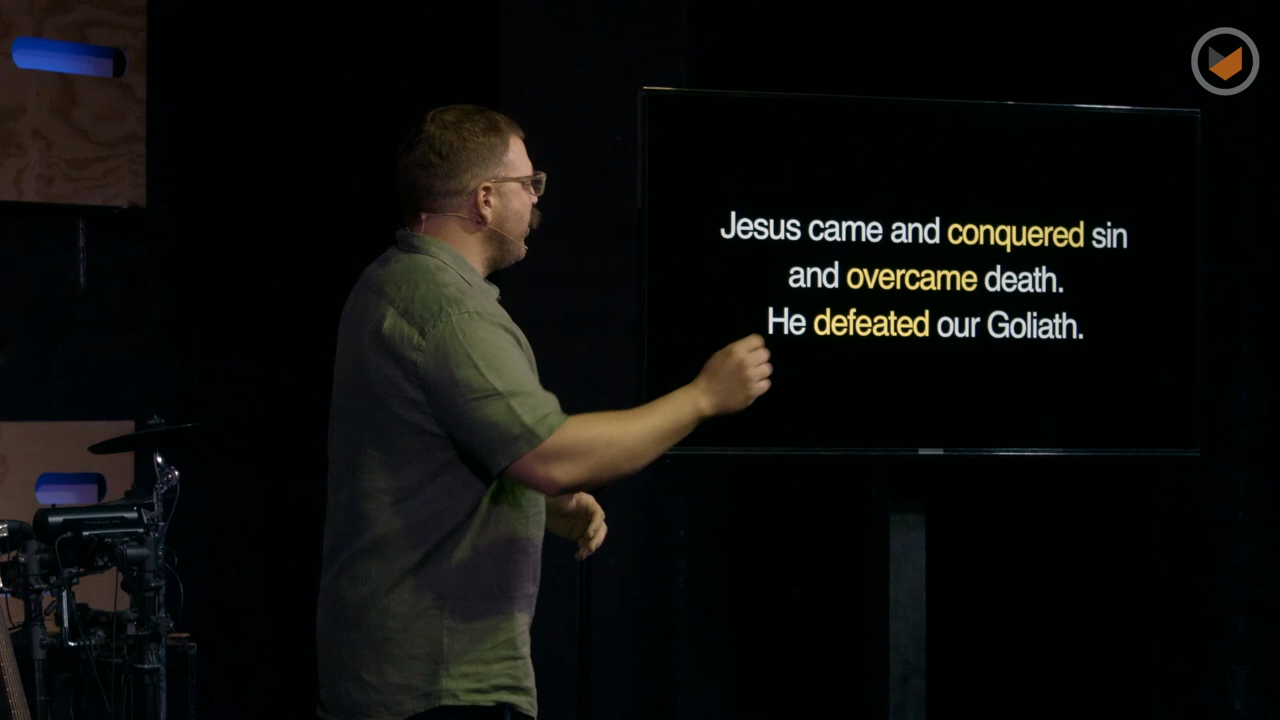 Jesus came and conquered sin
and overcame death.
He defeated our Goliath.